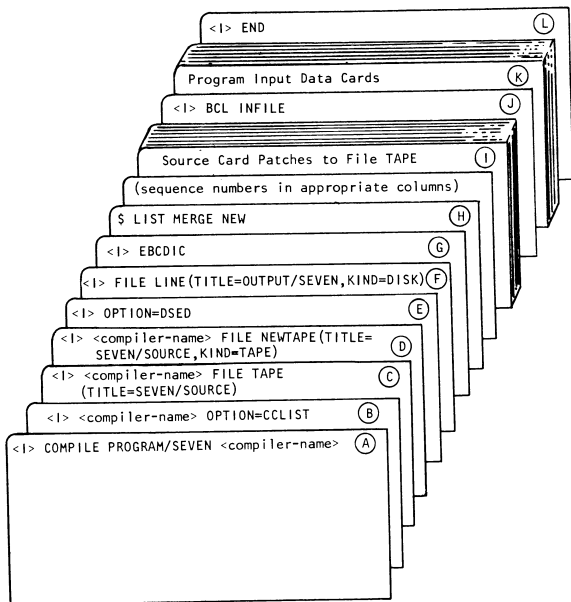 <I> END (L)
Program Input Data Cards (K)
<I> BCL INFILE (J)
Source Card Patches to File TAPE (I)
(sequence numbers in appropriate columns)
$ LIST MERGE NEW (H)
<I> EBCDIC (G)
<I> FILE LINE(TITLE=OUTPUT/SEVEN,KIND=DISK) (F)
<I> OPTION=DSED (E)
<I> <compiler-name> FILE NEWTAPE(TITLE= (D)
SEVEN/SOURCE,KIND=TAPE)
<I> <compiler-name> FILE TAPE (C)
(TITLE=SEVEN/SOURCE)
<I> <compiler-name> OPTION=CCLIST (B)
<I> COMPILE PROGRAM/SEVEN <compiler-name> (A)